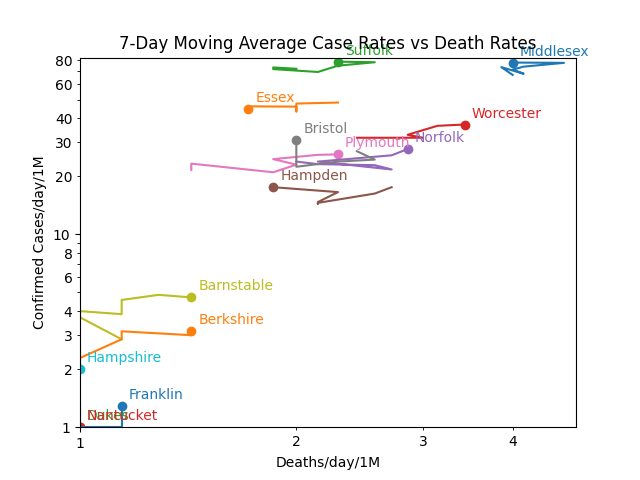 7-Day Moving Average Case Rates vs Death Rates
Suffolk
Middlesex
Essex
Worcester
Bristol
Plymouth
Norfolk
Hampden
Barnstable
Berkshire
Hampshire
Franklin
Dukes
Nantucket
80
60
40
30
20
10
8
6
4
3
2
1
1
2
3
4
Confirmed Cases/day/1M
Deaths/day/1M